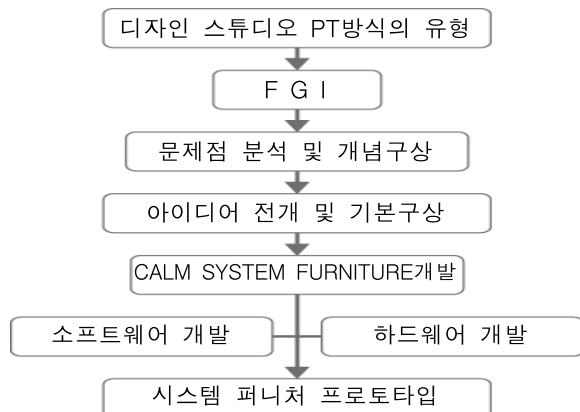 디자인 스튜디오 PT방식의 유형
F G I
문제점 분석 및 개념구상
아이디어 전개 및 기본구상
CALM SYSTEM FURNITURE개발
소프트웨어 개발
하드웨어 개발
시스템 퍼니처 프로토타입